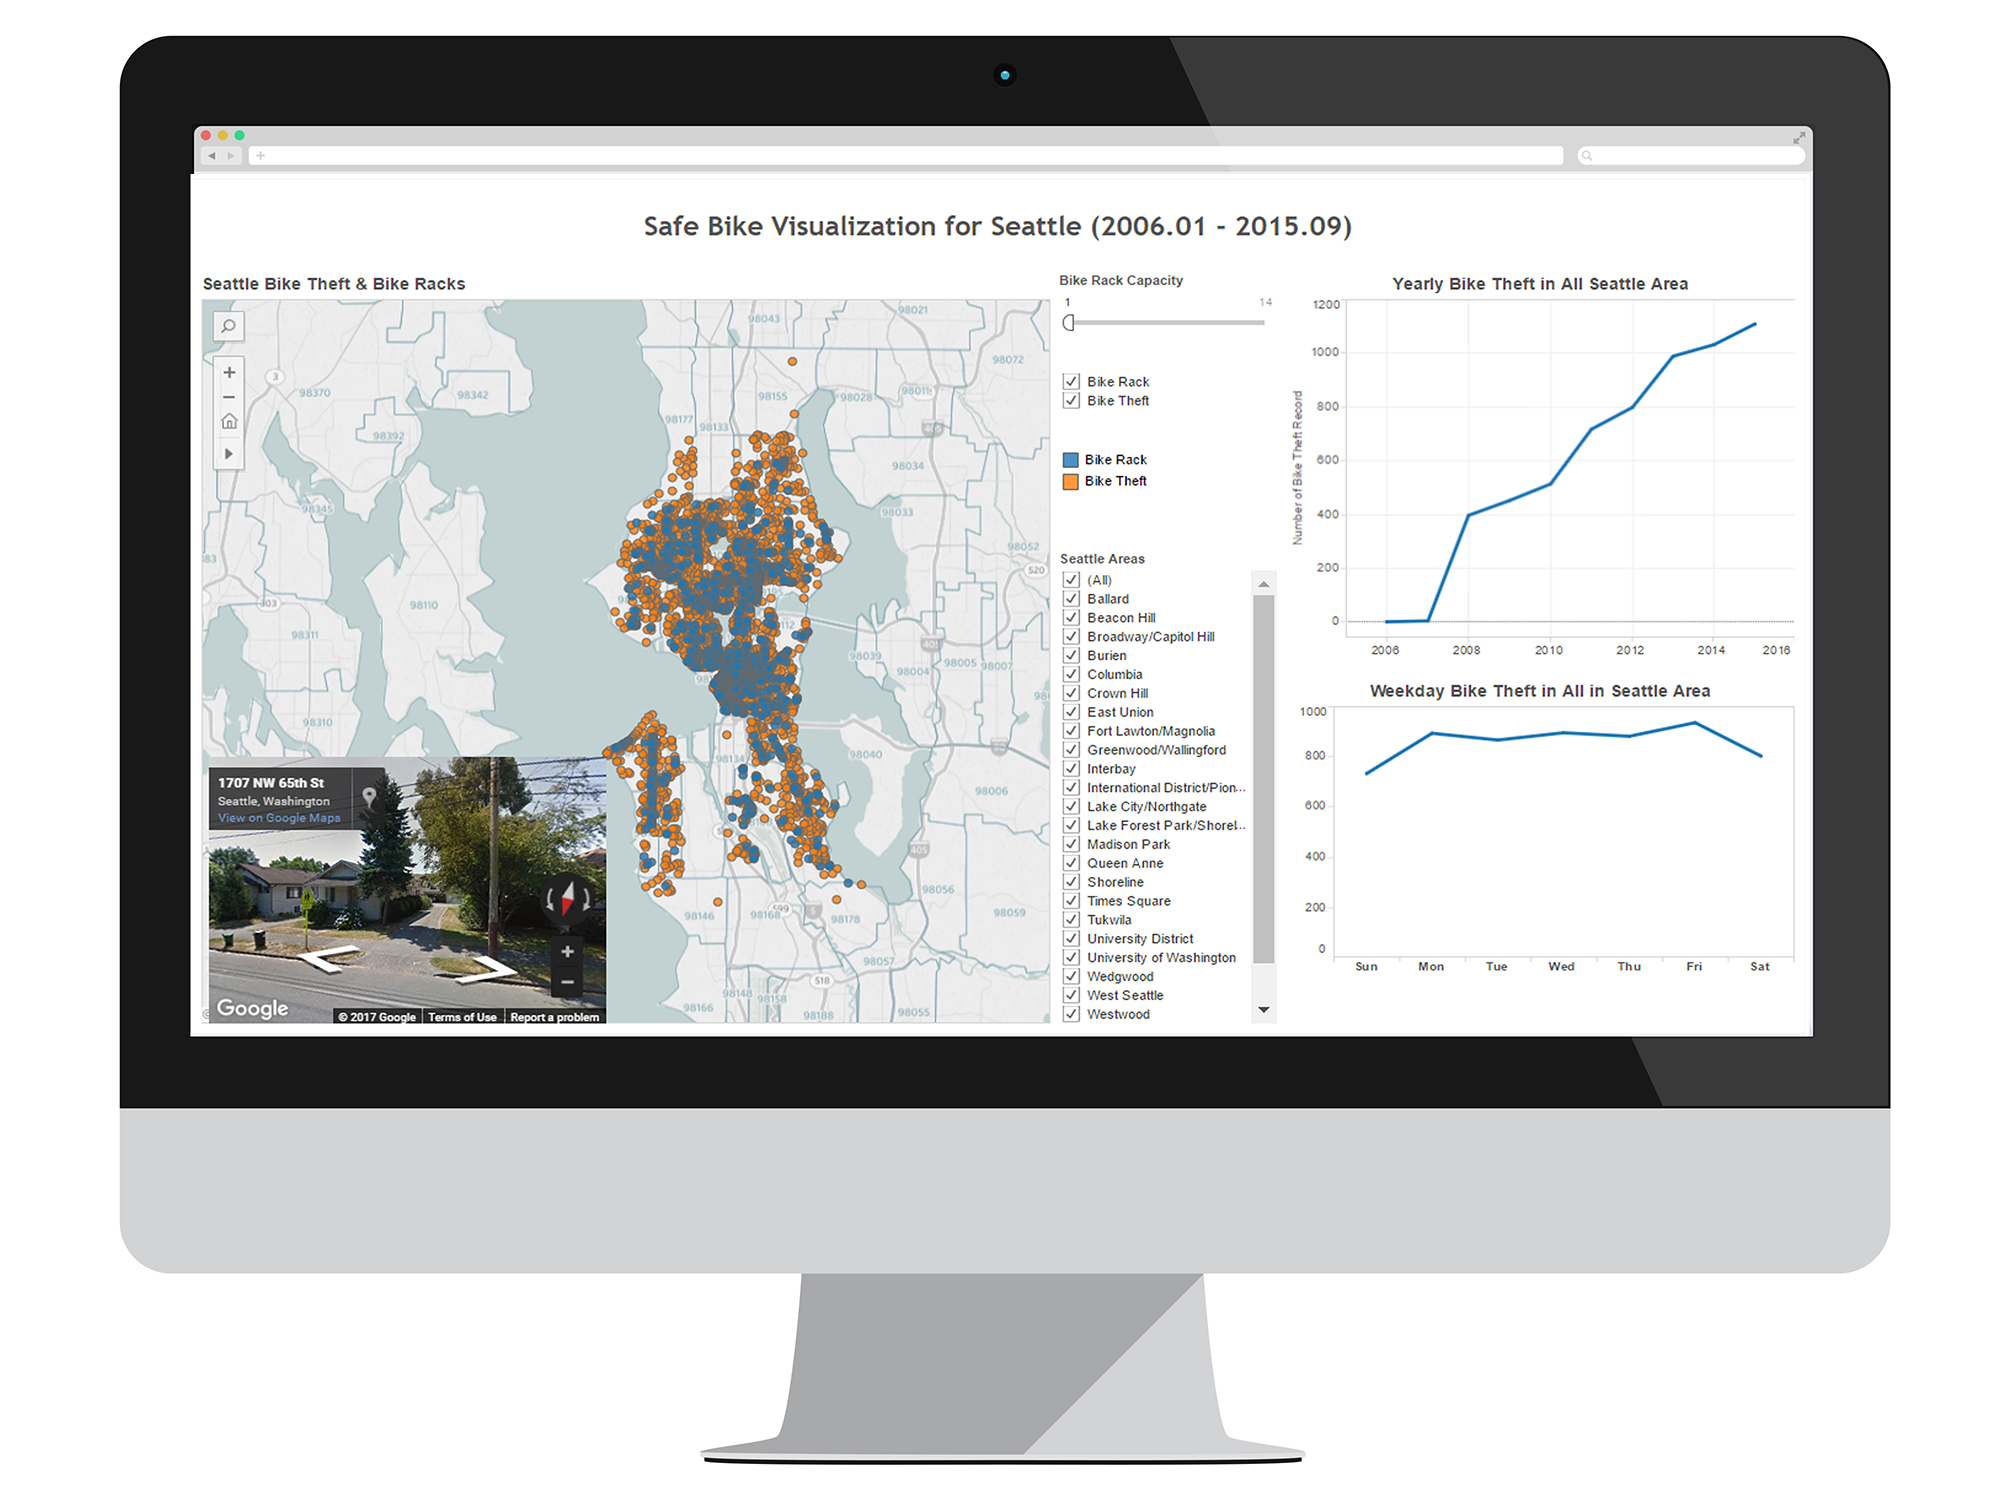 Safe Bike Visualization for Seattle (2006.01 - 2015.09)
Seattle Bike Theft & Bike Racks
98043
98021
98072
3
98370
98342
98155
98028
98011
98177
98133
98392
98034
98345
98033
98052
520
303
98110
98311
98039
98004
98005
98007
98310
98134
98040
98006
405
98056
98146
98168
599
5
98178
98059
98057
518
98148
98158
98166
98188
98055
1707 NW 65th St
Seattle, Washington
View on Google Maps
Google
© 2017 Google
Terms of Use
Report a problem
Bike Rack Capacity
1
14
Bike Rack
Bike Theft
Bike Rack
Bike Theft
Seattle Areas
(All)
Ballard
Beacon Hill
Broadway/Capitol Hill
Burien
Columbia
Crown Hill
East Union
Fort Lawton/Magnolia
Greenwood/Wallingford
Interbay
International District/Pion...
Lake City/Northgate
Lake Forest Park/Shorel...
Madison Park
Queen Anne
Shoreline
Times Square
Tukwila
University District
University of Washington
Wedgwood
West Seattle
Westwood
Yearly Bike Theft in All Seattle Area
Number of Bike Theft Record
1200
1000
800
600
400
200
0
2006
2008
2010
2012
2014
2016
Weekday Bike Theft in All in Seattle Area
1000
800
600
400
200
0
Sun
Mon
Tue
Wed
Thu
Fri
Sat